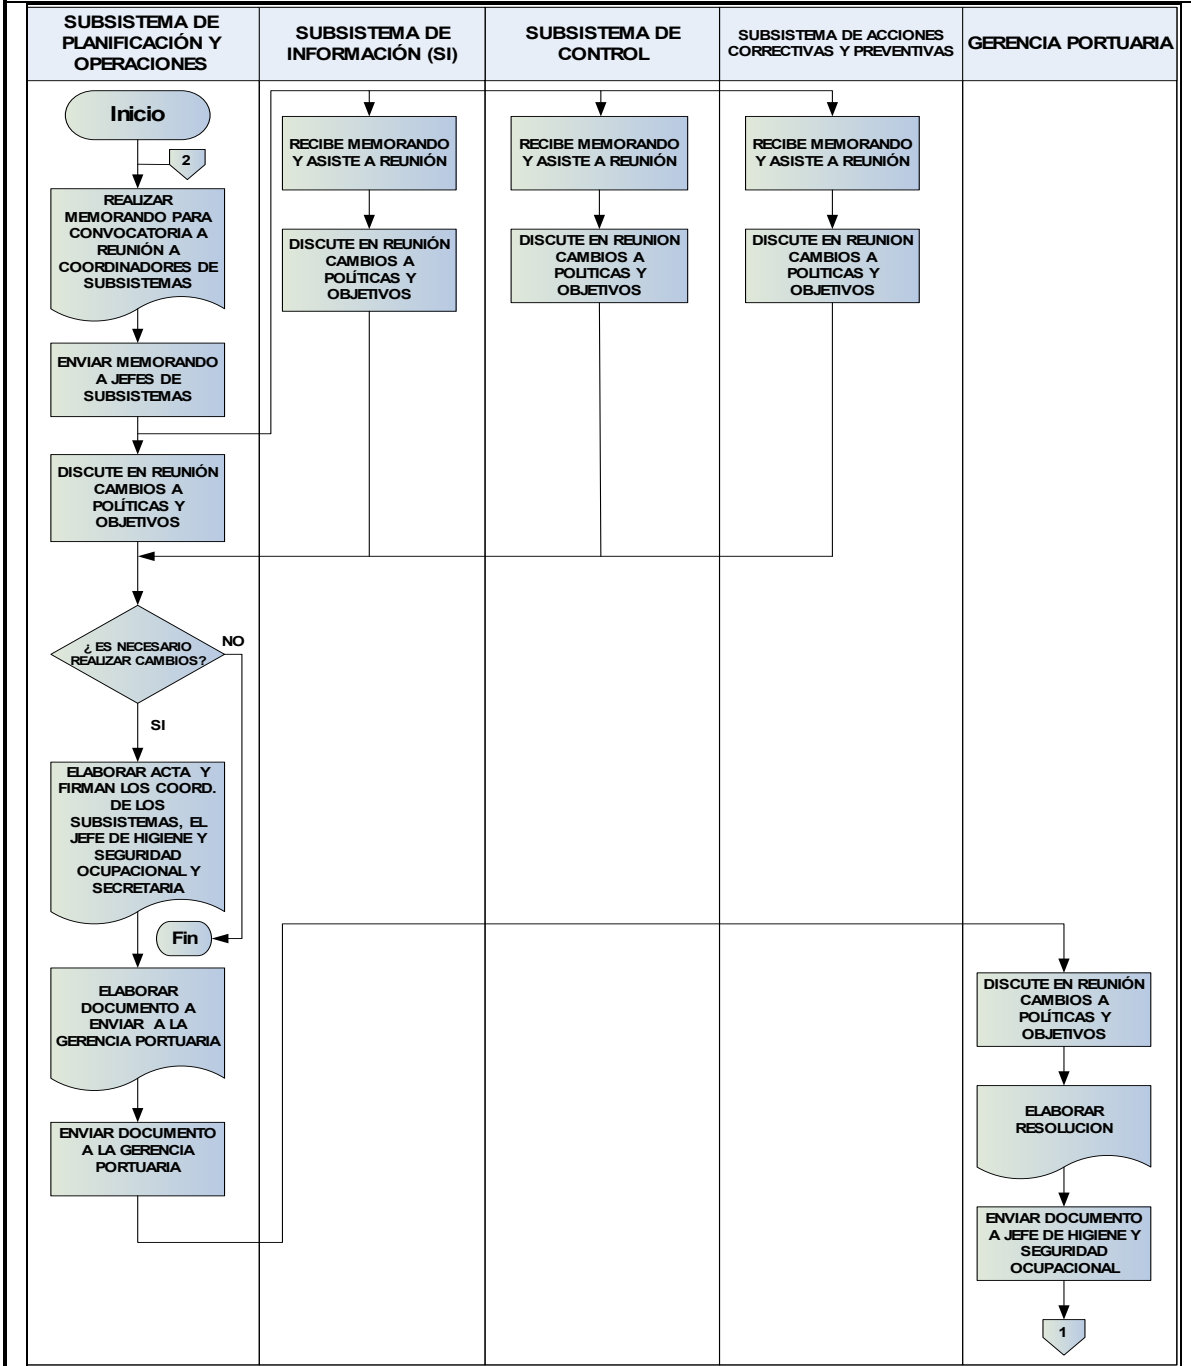 SUBSISTEMA DE
PLANIFICACIÓN Y
OPERACIONES
SUBSISTEMA DE
INFORMACIÓN (SI)
SUBSISTEMA DE
CONTROL
SUBSISTEMA DE ACCIONES
CORRECTIVAS Y PREVENTIVAS
GERENCIA PORTUARIA
Inicio
2
REALIZAR
MEMORANDO PARA
CONVOCATORIA A
REUNIÓN A
COORDINADORES DE
SUBSISTEMAS
ENVIAR MEMORANDO
A JEFES DE
SUBSISTEMAS
DISCUTE EN REUNIÓN
CAMBIOS A
POLÍTICAS Y
OBJETIVOS
RECIBE MEMORANDO
Y ASISTE A REUNIÓN
DISCUTE EN REUNIÓN
CAMBIOS A
POLÍTICAS Y
OBJETIVOS
RECIBE MEMORANDO
Y ASISTE A REUNIÓN
DISCUTE EN REUNION
CAMBIOS A
POLITICAS Y
OBJETIVOS
RECIBE MEMORANDO
Y ASISTE A REUNIÓN
DISCUTE EN REUNION
CAMBIOS A
POLITICAS Y
OBJETIVOS
¿ ES NECESARIO
REALIZAR CAMBIOS?
NO
SI
ELABORAR ACTA Y
FIRMAN LOS COORD.
DE LOS
SUBSISTEMAS, EL
JEFE DE HIGIENE Y
SEGURIDAD
OCUPACIONAL Y
SECRETARIA
Fin
ELABORAR
DOCUMENTO A
ENVIAR A LA
GERENCIA PORTUARIA
ENVIAR DOCUMENTO
A LA GERENCIA
PORTUARIA
DISCUTE EN REUNIÓN
CAMBIOS A
POLÍTICAS Y
OBJETIVOS
ELABORAR
RESOLUCION
ENVIAR DOCUMENTO
A JEFE DE HIGIENE Y
SEGURIDAD
OCUPACIONAL
1